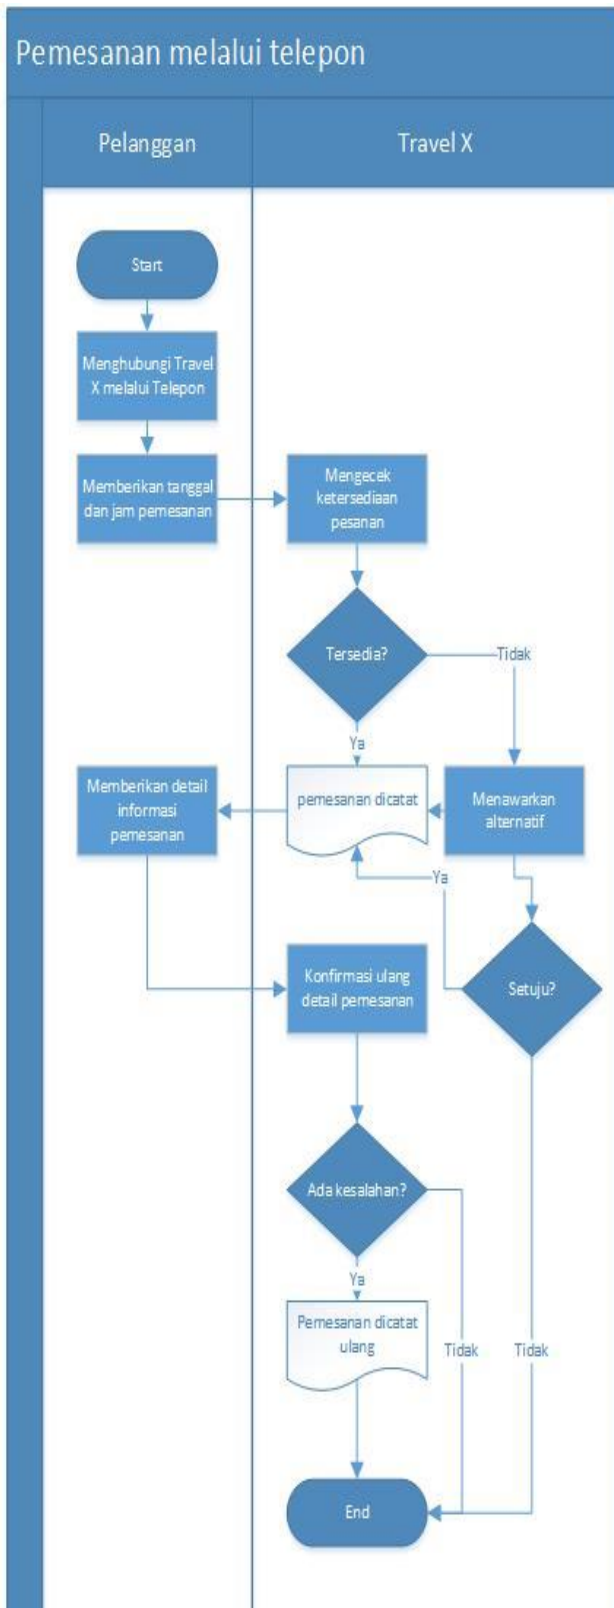 Pemesanan melalui telepon
Pelanggan
Travel X
Start
Menghubungi Travel
X melalui Telepon
Memberikan tanggal
dan jam pemesanan
Mengecek
ketersediaan
pesanan
Tersedia?
Tidak
Ya
Memberikan detail
informasi
pemesanan
pemesanan dicatat
Menawarkan
alternatif
Ya
Konfirmasi ulang
detail pemesanan
Setuju?
Ada kesalahan?
Ya
Pemesanan dicatat
ulang
Tidak
Tidak
End